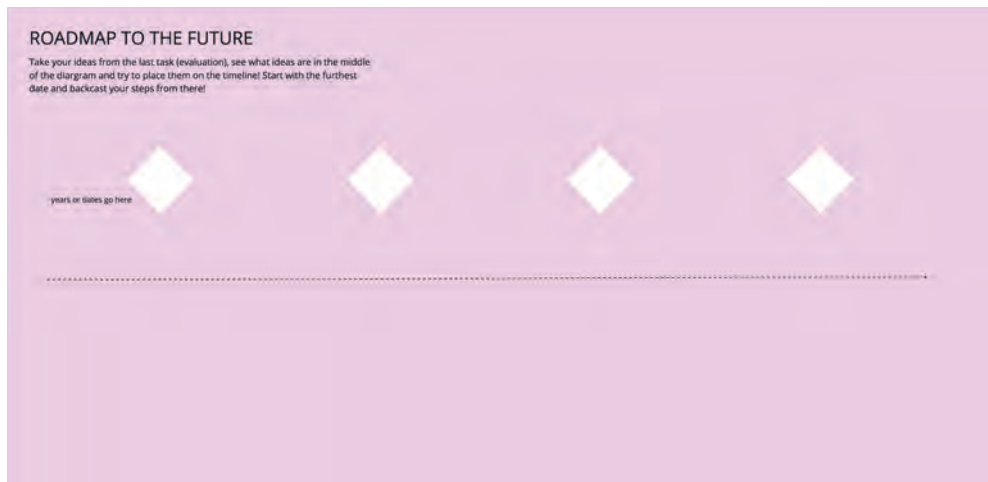 ROADMAP TO THE FUTURE
Take your ideas from the last task (evaluation), see what ideas are in the middle
of the diargram and try to place them on the timeline! Start with the furthest
date and backcast your steps from there!
years or dates go here